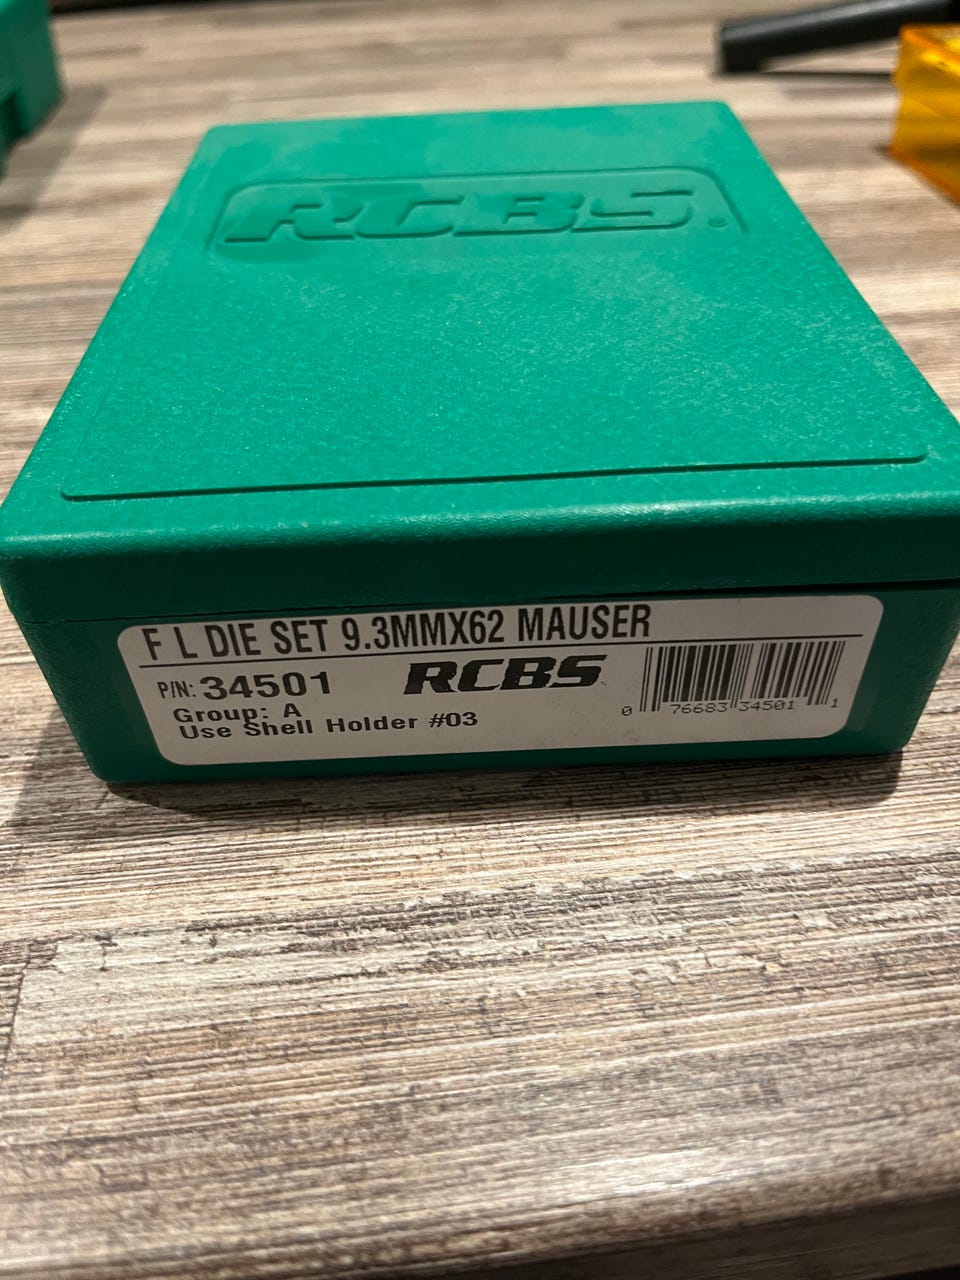 RCBS®
F L DIE SET 9.3MMX62 MAUSER
P/N: 34501 RCBS
Group: A
Use Shell Holder #03
0 76683 34501 1